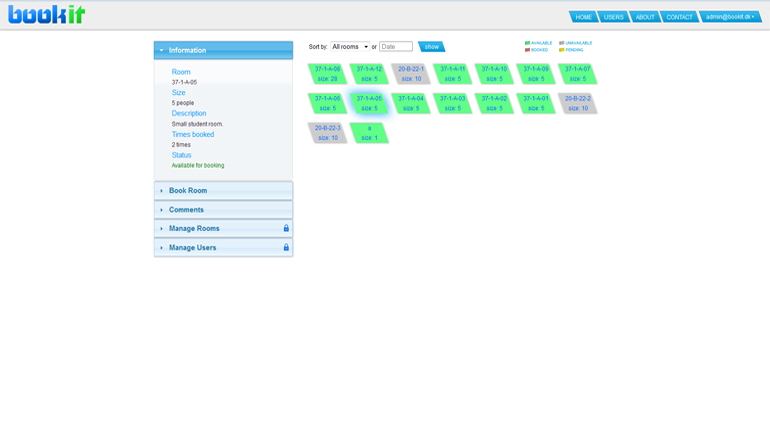 bookit
HOME USERS ABOUT CONTACT admin@bookit.dk
Information
Room
37-1-A-05
Size
5 people
Description
Small student room.
Times booked
2 times
Status
Available for booking
Book Room
Comments
Manage Rooms
Manage Users
Sort by: All rooms or Date show
AVAILABLE UNAVAILABLE
BOOKED PENDING
37-1-A-08 37-1-A-12 20-B-22-1 37-1-A-11 37-1-A-10 37-1-A-09 37-1-A-07
size: 28 size: 5 size: 10 size: 5 size: 5 size: 5 size: 5
37-1-A-06 37-1-A-05 37-1-A-04 37-1-A-03 37-1-A-02 37-1-A-01 20-B-22-2
size: 5 size: 5 size: 5 size: 5 size: 5 size: 5 size: 10
20-B-22-3 a
size: 10 size: 1